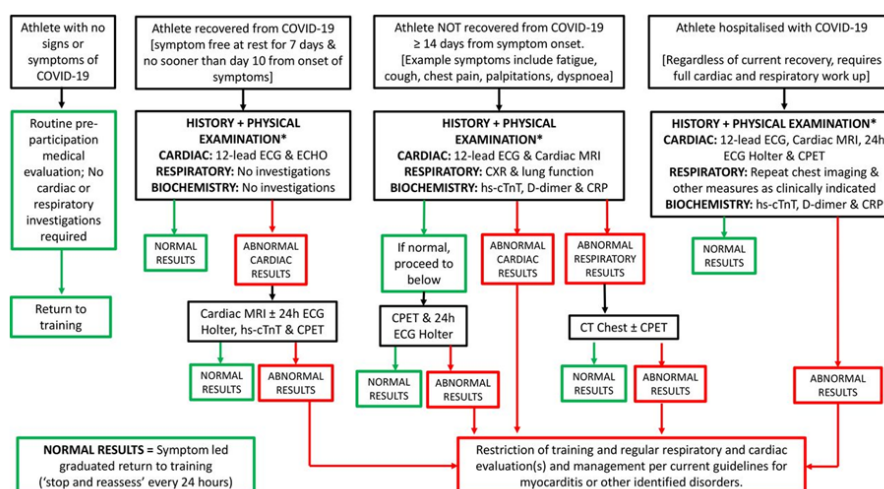 Athlete with no
signs or
symptoms of
COVID-19
Athlete recovered from COVID-19
[symptom free at rest for 7 days &
no sooner than day 10 from onset of
symptoms]
Athlete NOT recovered from COVID-19
≥ 14 days from symptom onset.
[Example symptoms include fatigue,
cough, chest pain, palpitations, dyspnoea]
Athlete hospitalised with COVID-19
[Regardless of current recovery, requires
full cardiac and respiratory work up]
Routine pre-
participation
medical
evaluation; No
cardiac or
respiratory
investigations
required
HISTORY + PHYSICAL
EXAMINATION*
CARDIAC: 12-lead ECG & ECHO
RESPIRATORY: No investigations
BIOCHEMISTRY: No investigations
HISTORY + PHYSICAL
EXAMINATION*
CARDIAC: 12-lead ECG & Cardiac MRI
RESPIRATORY: CXR & lung function
BIOCHEMISTRY: hs-cTnT, D-dimer & CRP
HISTORY + PHYSICAL EXAMINATION*
CARDIAC: 12-lead ECG, Cardiac MRI, 24h
ECG Holter & CPET
RESPIRATORY: Repeat chest imaging &
other measures as clinically indicated
BIOCHEMISTRY: hs-cTnT, D-dimer & CRP
NORMAL
RESULTS
ABNORMAL
CARDIAC
RESULTS
If normal,
proceed to
below
ABNORMAL
CARDIAC
RESULTS
ABNORMAL
RESPIRATORY
RESULTS
NORMAL
RESULTS
Return to
training
Cardiac MRI ± 24h ECG
Holter, hs-cTnT & CPET
CPET & 24h
ECG Holter
CT Chest ± CPET
NORMAL
RESULTS
ABNORMAL
RESULTS
NORMAL
RESULTS
ABNORMAL
RESULTS
NORMAL
RESULTS
ABNORMAL
RESULTS
ABNORMAL
RESULTS
NORMAL RESULTS = Symptom led
graduated return to training
('stop and reassess' every 24 hours)
Restriction of training and regular respiratory and cardiac
evaluation(s) and management per current guidelines for
myocarditis or other identified disorders.